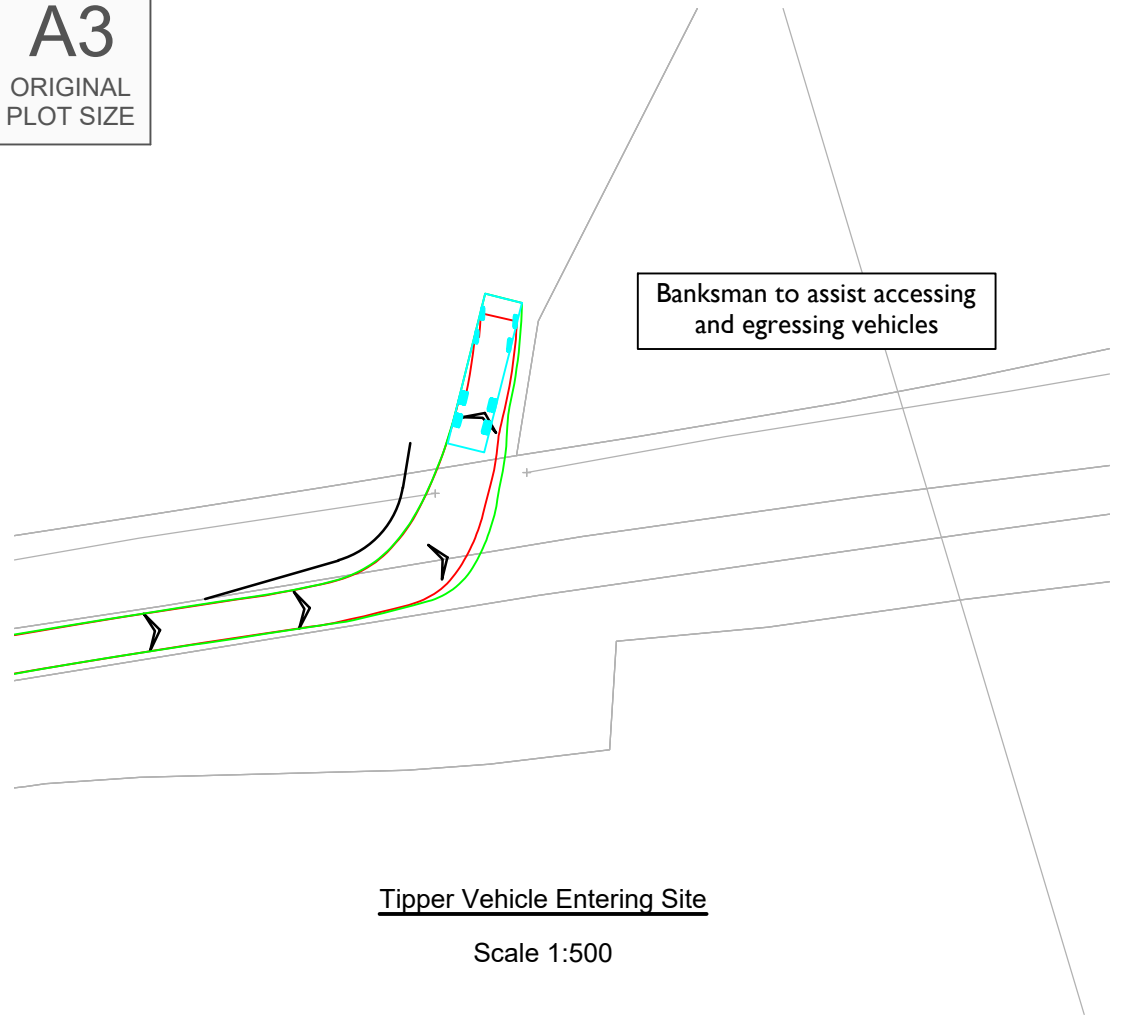 A3
ORIGINAL
PLOT SIZE
Banksman to assist accessing
and egressing vehicles
Tipper Vehicle Entering Site
Scale 1:500